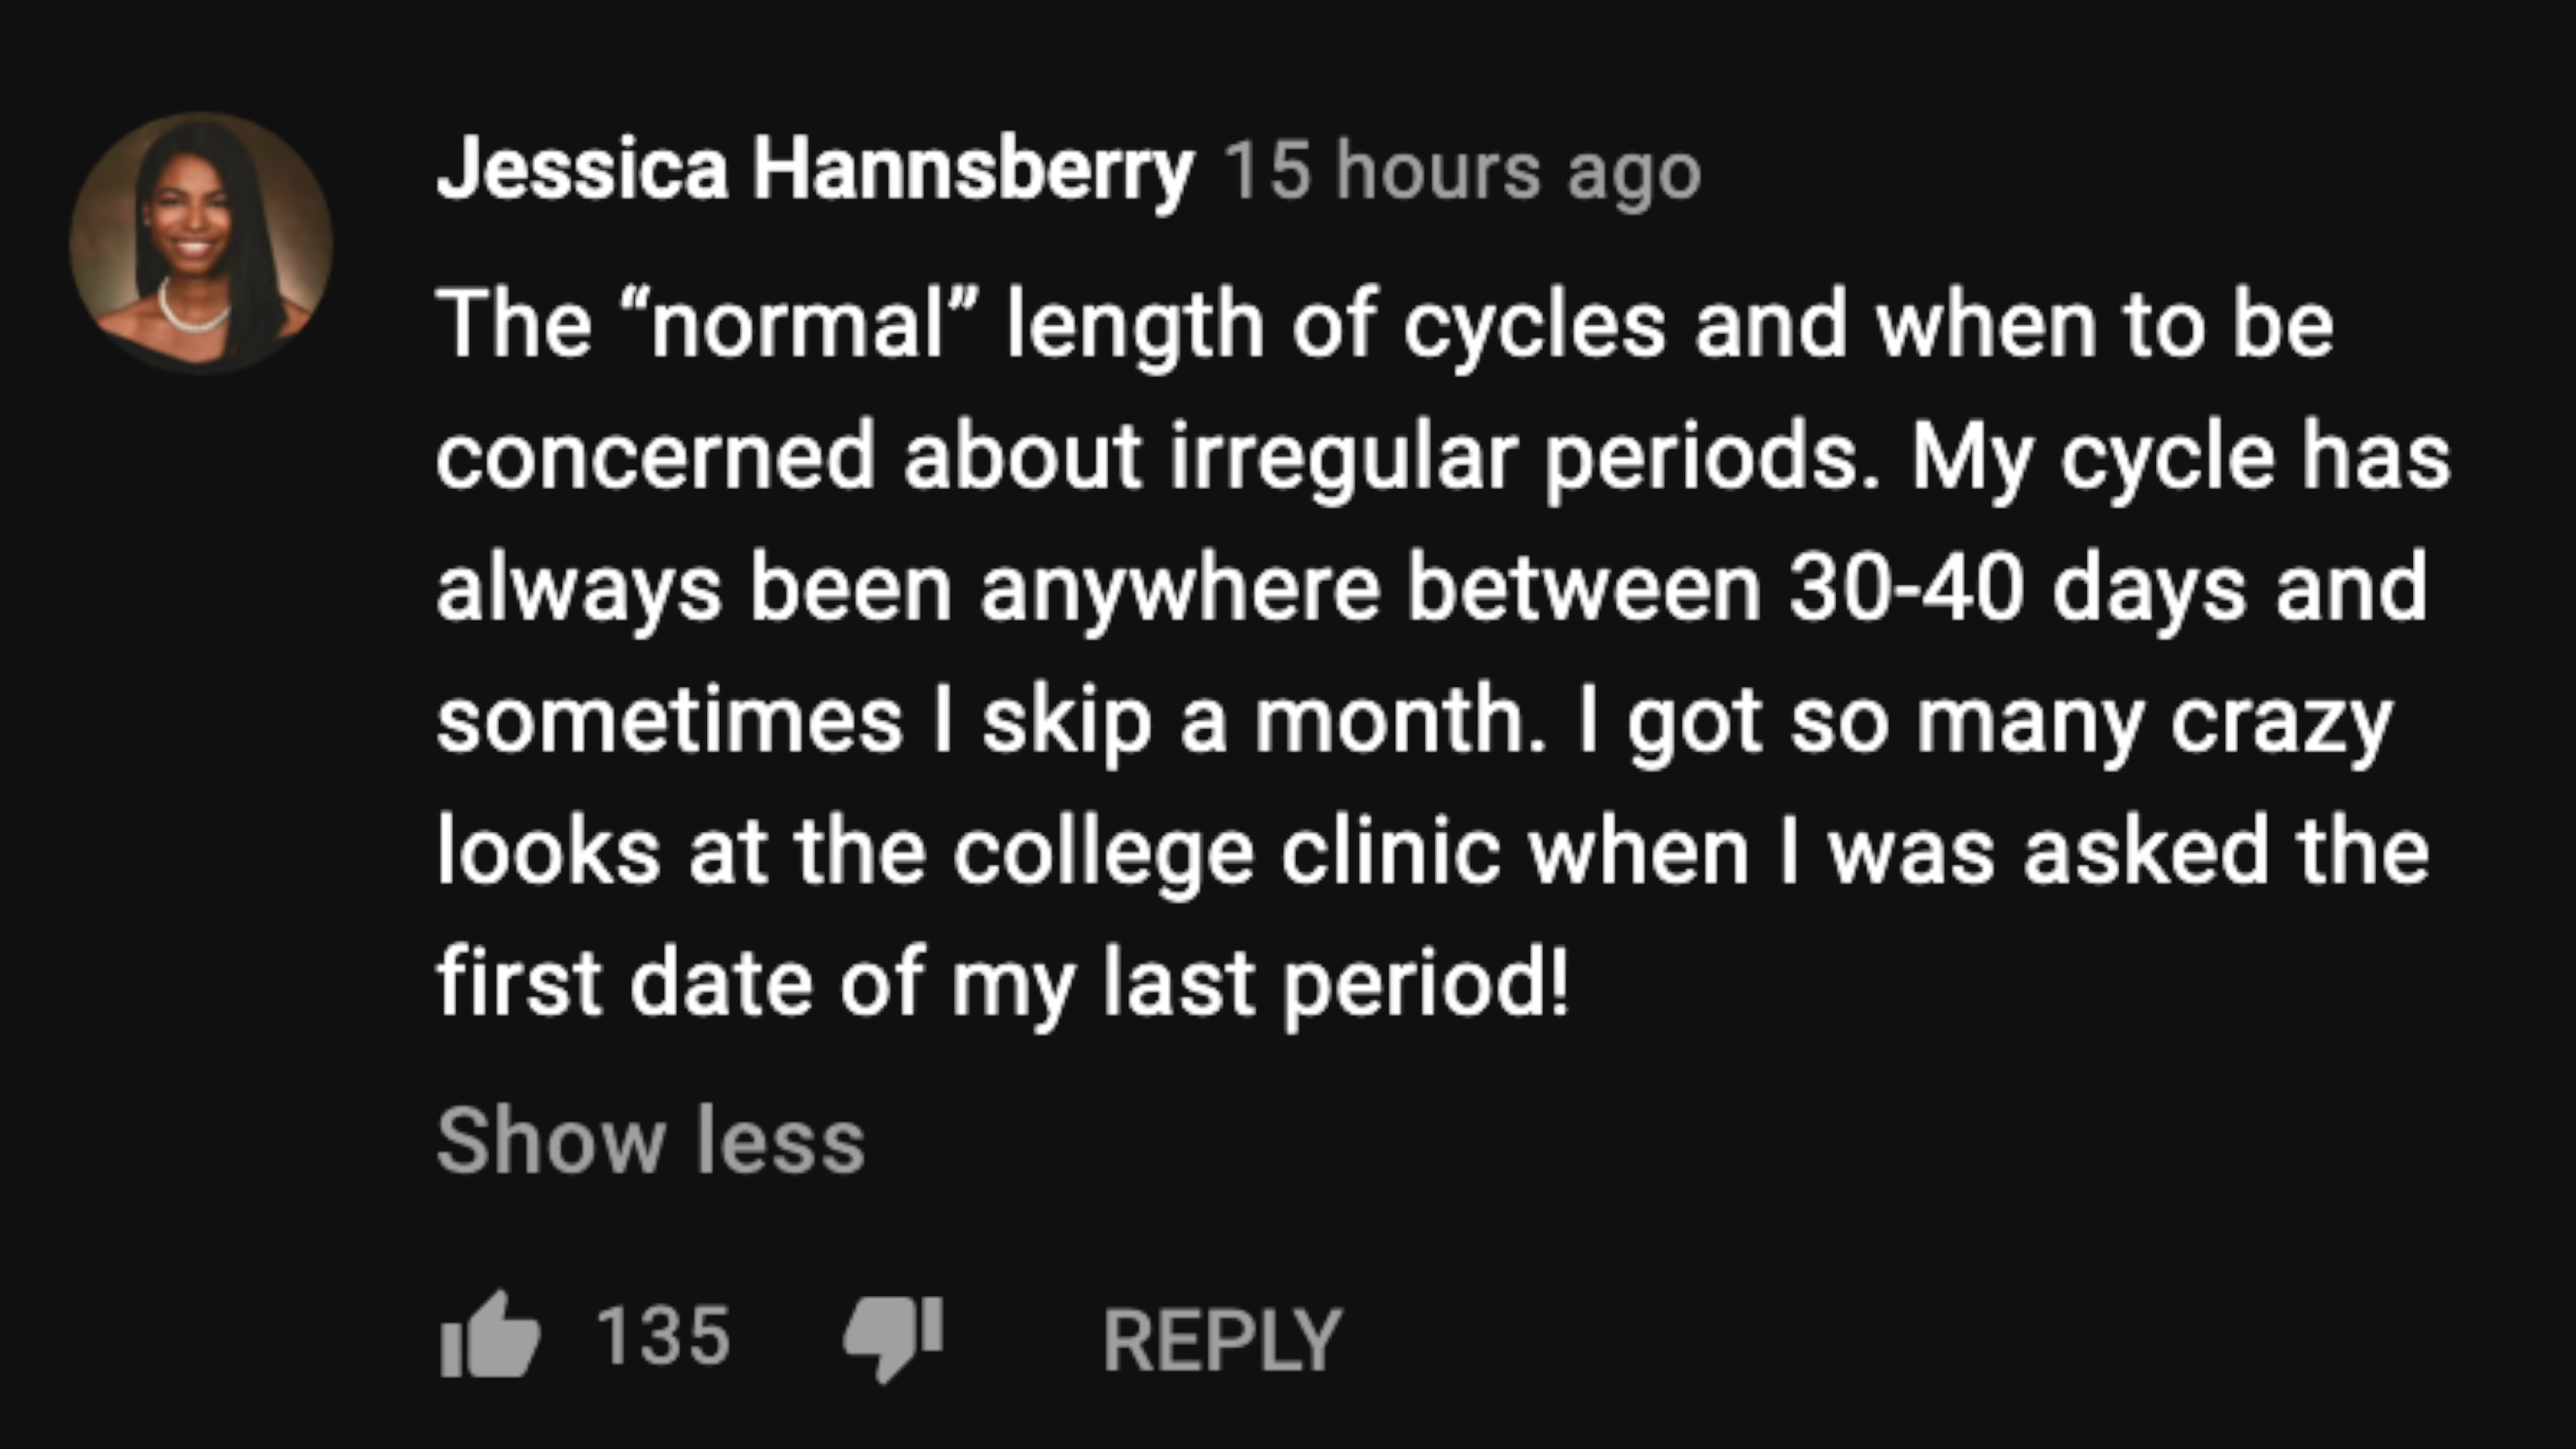 Jessica Hannsberry 15 hours ago
The “normal” length of cycles and when to be
concerned about irregular periods. My cycle has
always been anywhere between 30-40 days and
sometimes I skip a month. I got so many crazy
looks at the college clinic when I was asked the
first date of my last period!
Show less
135 REPLY